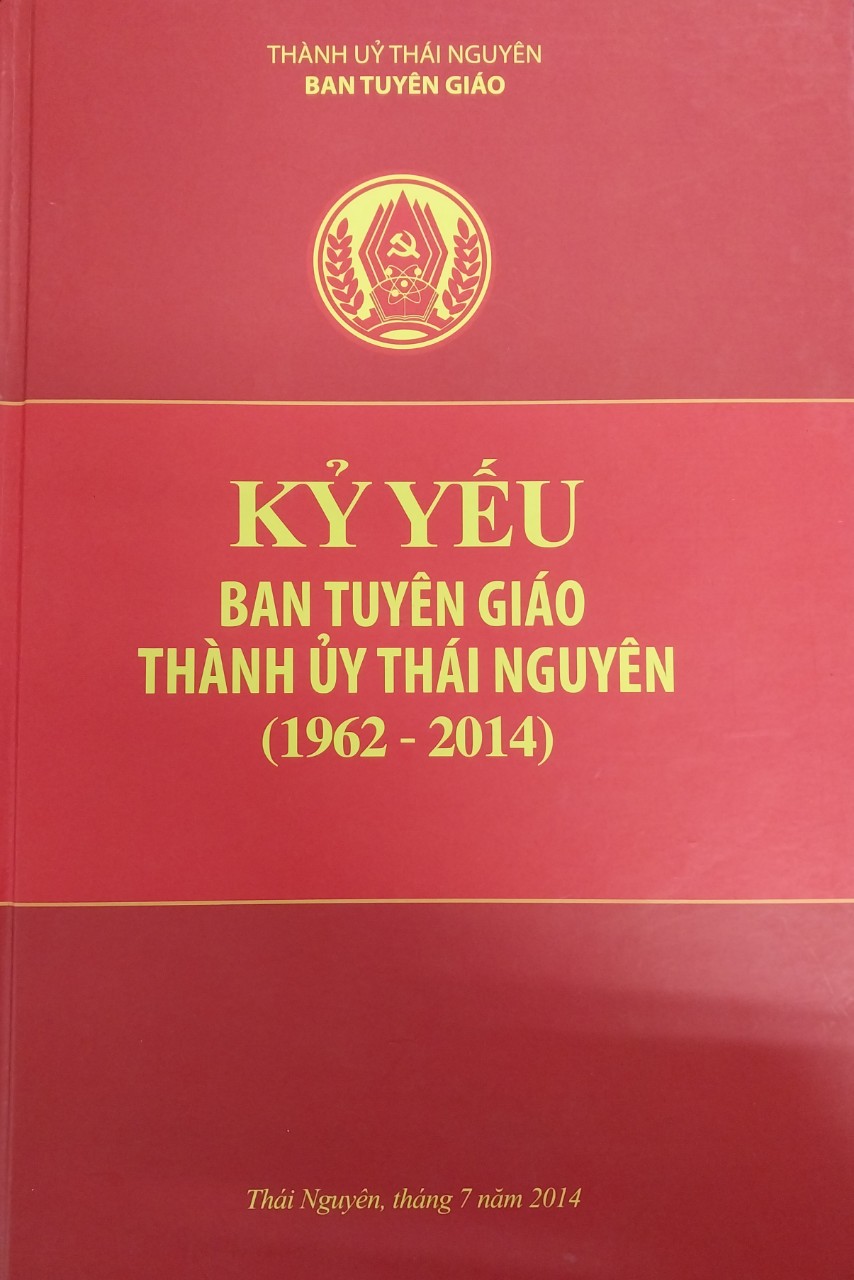 THÀNH UỶ THÁI NGUYÊN
BAN TUYÊN GIÁO
KỶ YẾU
BAN TUYÊN GIÁO
THÀNH ỦY THÁI NGUYÊN
(1962 - 2014)
Thái Nguyên, tháng 7 năm 2014